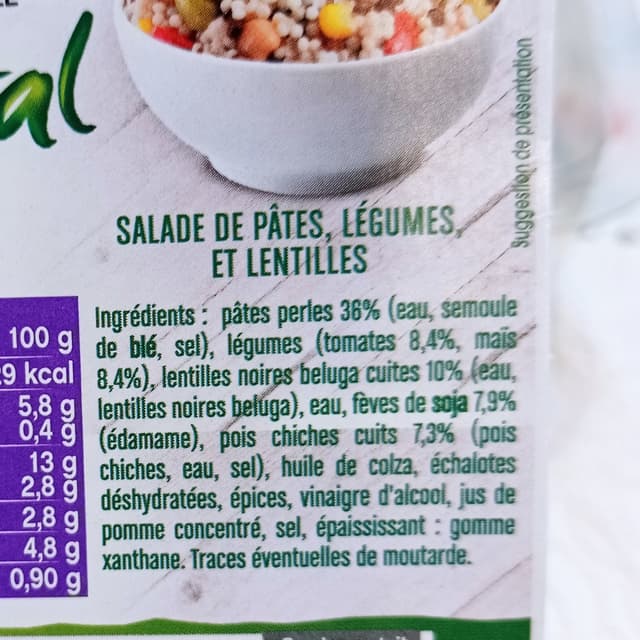 al
Suggestion de présentation
SALADE DE PÂTES, LÉGUMES,
ET LENTILLES
Ingrédients : pâtes perles 36% (eau, semoule
de blé, sel), légumes (tomates 8,4%, maïs
8,4%), lentilles noires beluga cuites 10% (eau,
lentilles noires beluga), eau, fèves de soja 7,9%
(édamame), pois chiches cuits 7,3% (pois
chiches, eau, sel), huile de colza, échalotes
déshydratées, épices, vinaigre d'alcool, jus de
pomme concentré, sel, épaississant : gomme
xanthane. Traces éventuelles de moutarde.
100 g
9 kcal
5,8 g
0,4 g
13 g
2,8 g
2,8 g
4,8 g
0,90 g